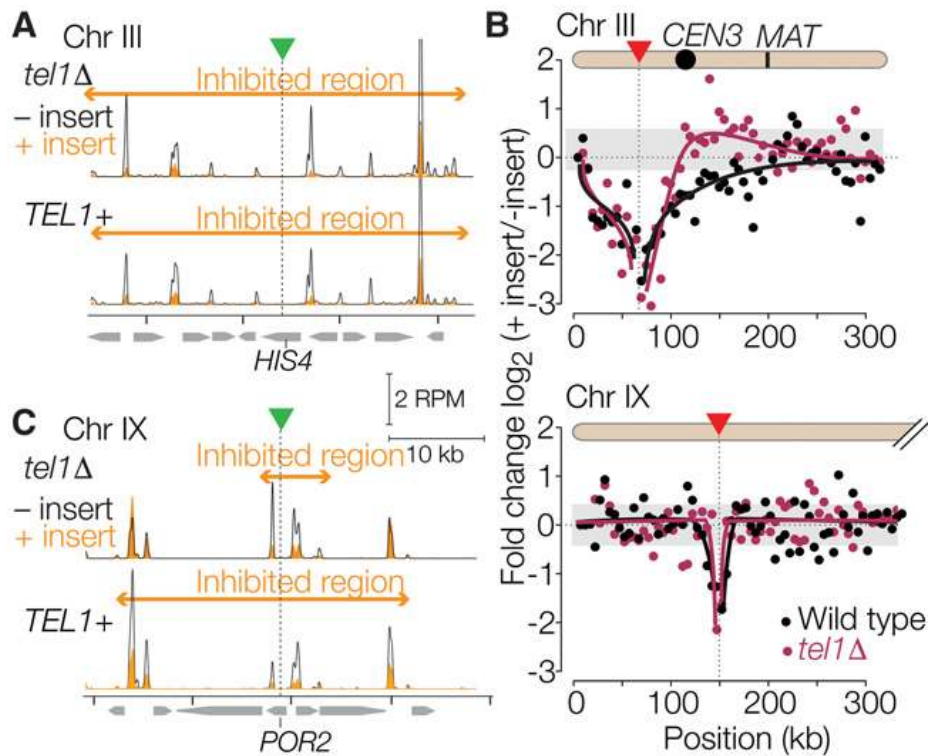 A
Chr III
tel1Δ
– insert
+ insert
Inhibited region
TEL1+
Inhibited region
HIS4
2 RPM
10 kb
C
Chr IX
tel1Δ
– insert
+ insert
Inhibited region
TEL1+
Inhibited region
POR2
B
Chr III
CEN3
MAT
2
1
0
-1
-2
-3
0
100
200
300
Fold change log2 (+ insert/-insert)
Chr IX
2
1
0
-1
-2
-3
Wild type
tel1Δ
0
100
200
300
Position (kb)